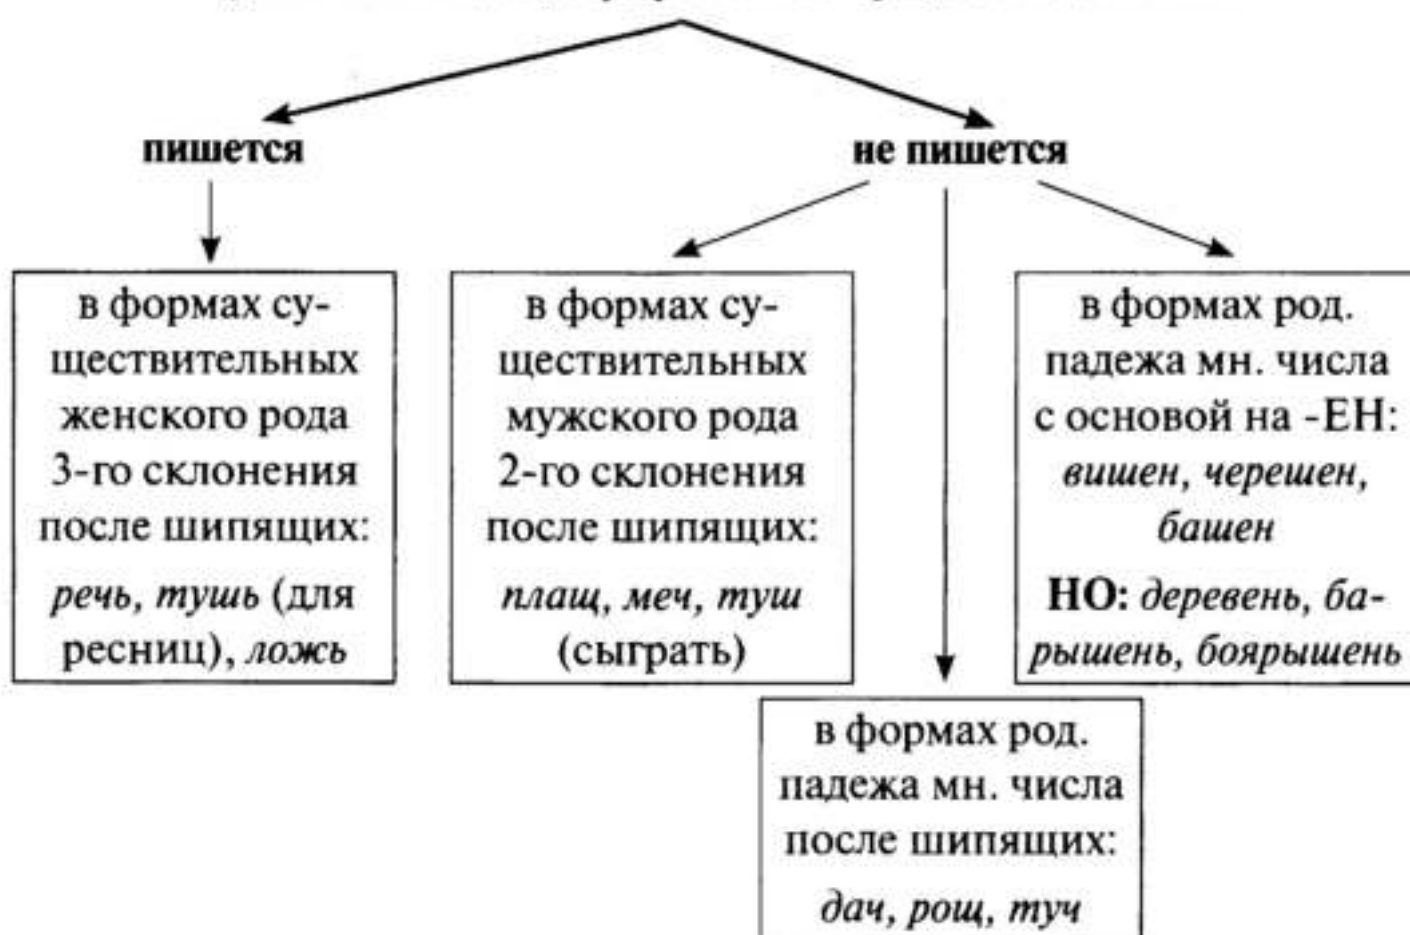 пишется
не пишется
в формах су-
ществительных
женского рода
3-го склонения
после шипящих:
речь, тушь (для
ресниц), ложь
в формах су-
ществительных
мужского рода
2-го склонения
после шипящих:
плащ, меч, туш
(сыграть)
в формах род.
падежа мн. числа
с основой на -ЕН:
вишен, черешен,
башен
НО: деревень, ба-
рышень, боярышень
в формах род.
падежа мн. числа
после шипящих:
дач, рощ, туч